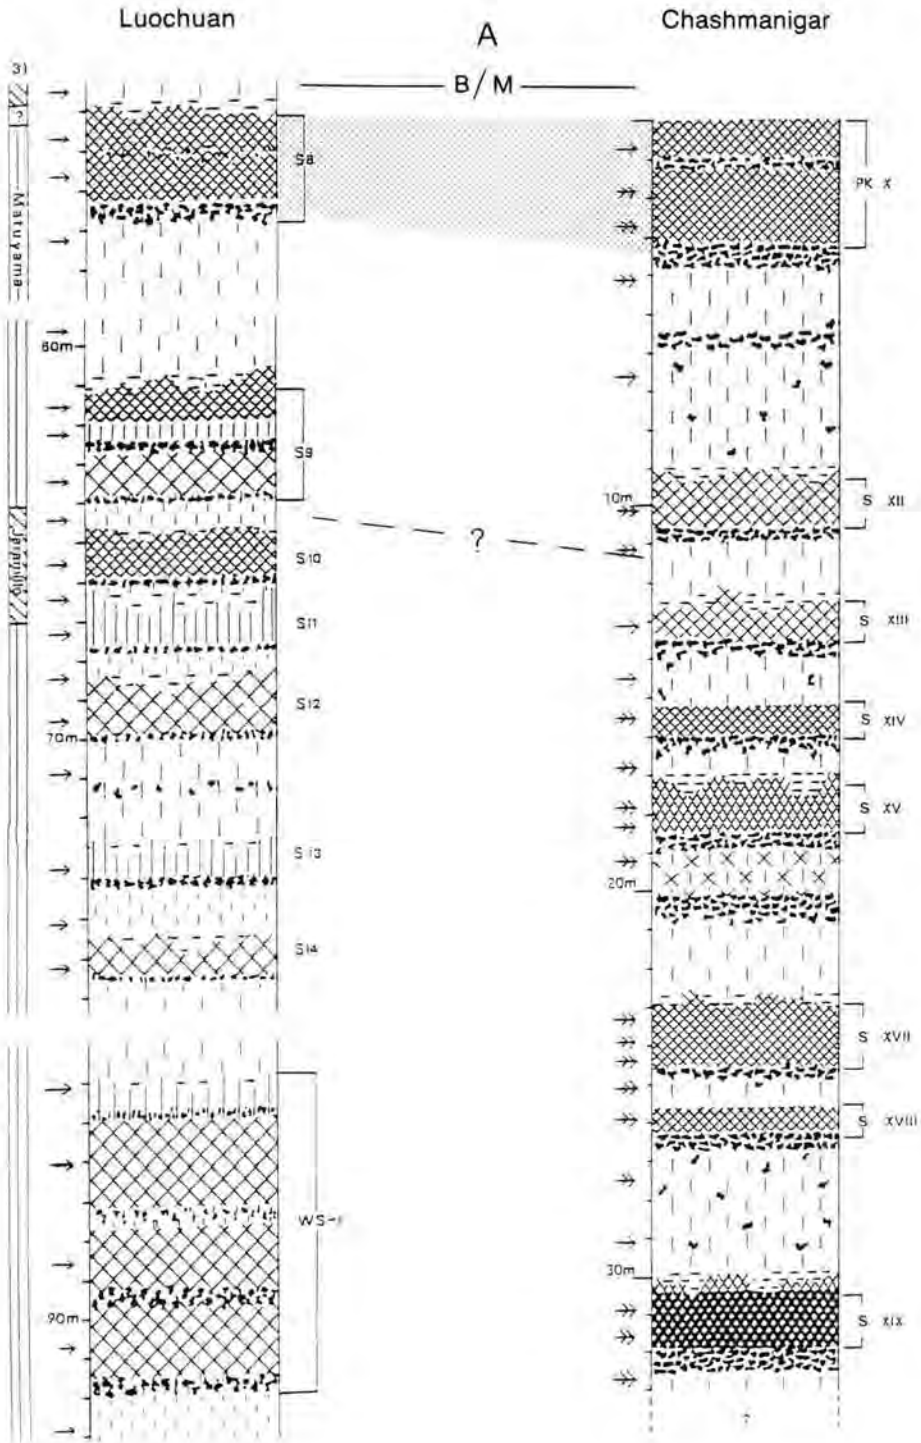 Luochuan
A
Chashmanigar
B/M
3)
?
Matuyama
S8
PK X
60m
S9
10m
S XII
?
Jaramillo
S10
S11
S XIII
S12
S XIV
70m
S XV
S13
20m
S14
S XVII
S XVIII
WS-1
30m
90m
S XIX
?